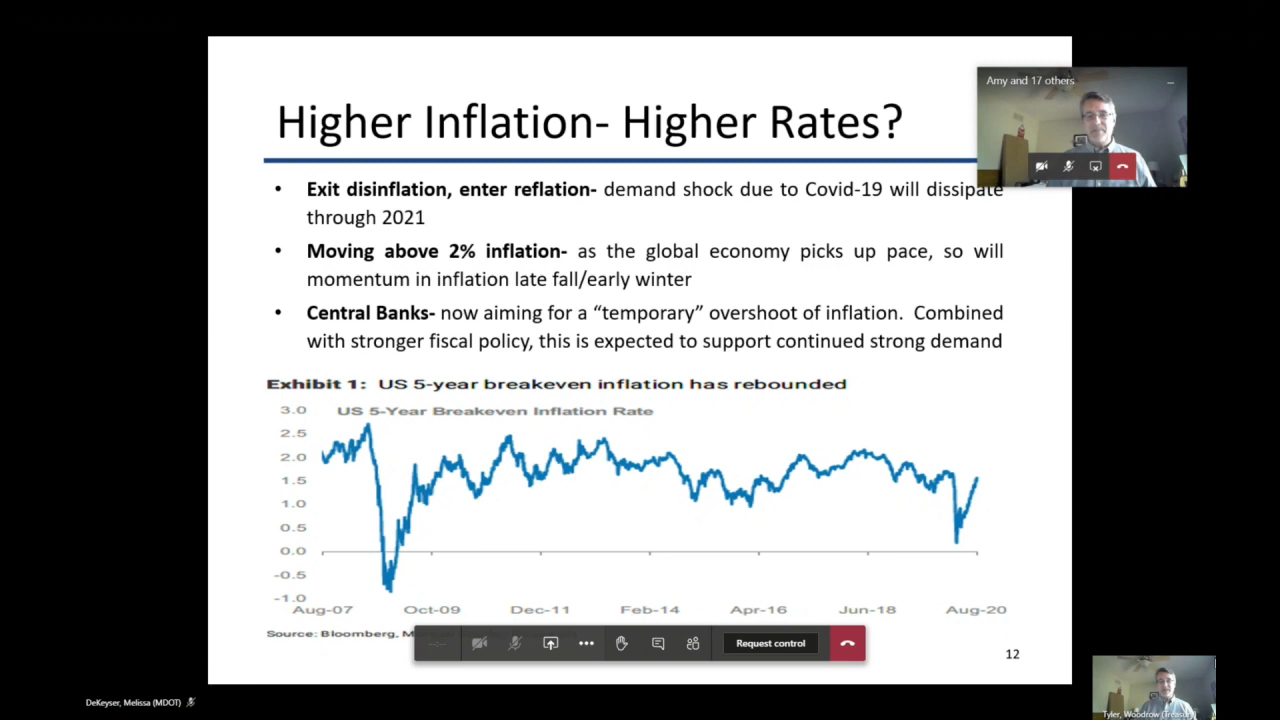 Amy and 17 others
Higher Inflation- Higher Rates?
• Exit disinflation, enter reflation- demand shock due to Covid-19 will dissipate
through 2021
• Moving above 2% inflation- as the global economy picks up pace, so will
momentum in inflation late fall/early winter
• Central Banks- now aiming for a “temporary” overshoot of inflation. Combined
with stronger fiscal policy, this is expected to support continued strong demand
Exhibit 1: US 5-year breakeven inflation has rebounded
US 5-Year Breakeven Inflation Rate
3.0
2.5
2.0
1.5
1.0
0.5
0.0
-0.5
-1.0
Aug-07 Oct-09 Dec-11 Feb-14 Apr-16 Jun-18 Aug-20
Source: Bloomberg,
Request control
12
DeKeyser, Melissa (MDOT)
Tyler, Woodrow (Treasury)